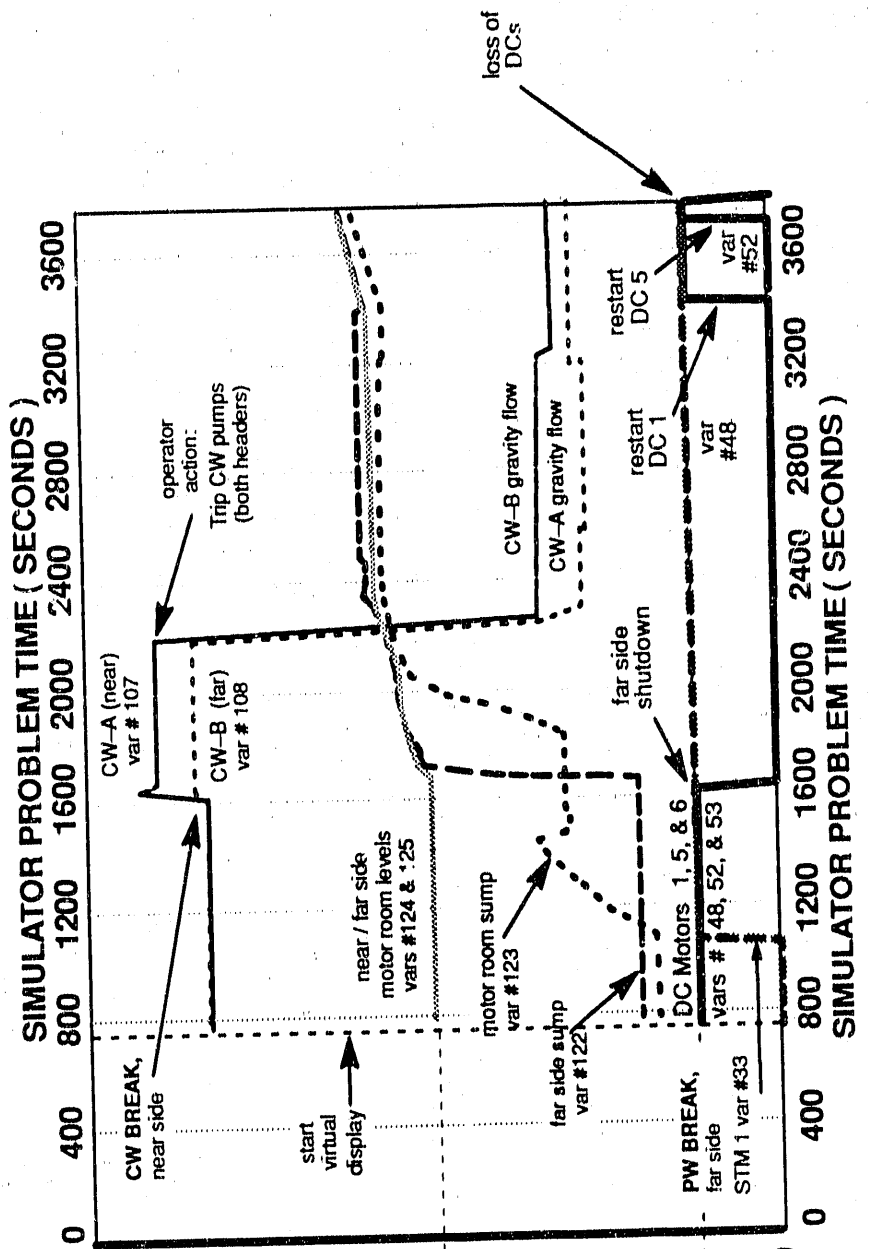 SIMULATOR PROBLEM TIME ( SECONDS )
0 400 800 1200 1600 2000 2400 2800 3200 3600
CW BREAK,
near side
CW–A (near)
var # 107
CW–B (far)
var # 108
operator
action:
Trip CW pumps
(both headers)
start
virtual
display
near / far side
motor room levels
vars #124 & 125
motor room sump
var #123
far side sump
var #122
CW–B gravity flow
CW–A gravity flow
PW BREAK,
far side
STM 1 var #33
DC Motors 1, 5, & 6
vars # 48, 52, & 53
far side
shutdown
restart
DC 1
var
#48
restart
DC 5
var
#52
loss of
DCs
0 400 800 1200 1600 2000 2400 2800 3200 3600
SIMULATOR PROBLEM TIME ( SECONDS )